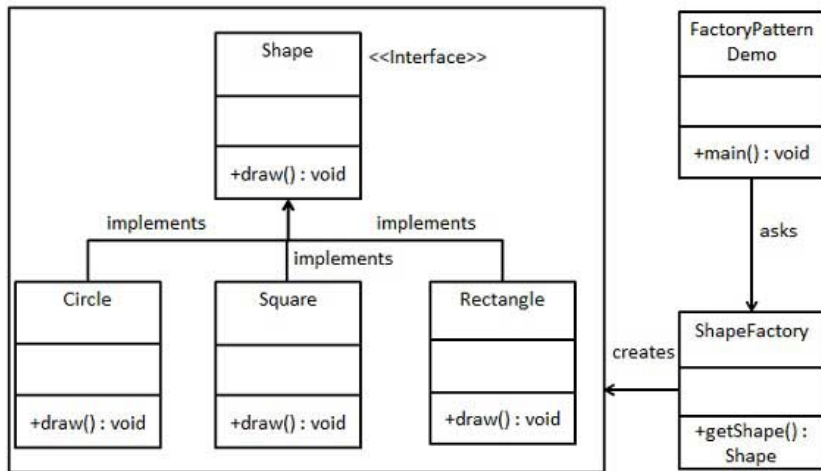 Shape
<<Interface>>
+draw() : void
implements
implements
implements
Circle
+draw() : void
Square
+draw() : void
Rectangle
+draw() : void
FactoryPattern
Demo
+main() : void
asks
ShapeFactory
creates
+getShape() :
Shape